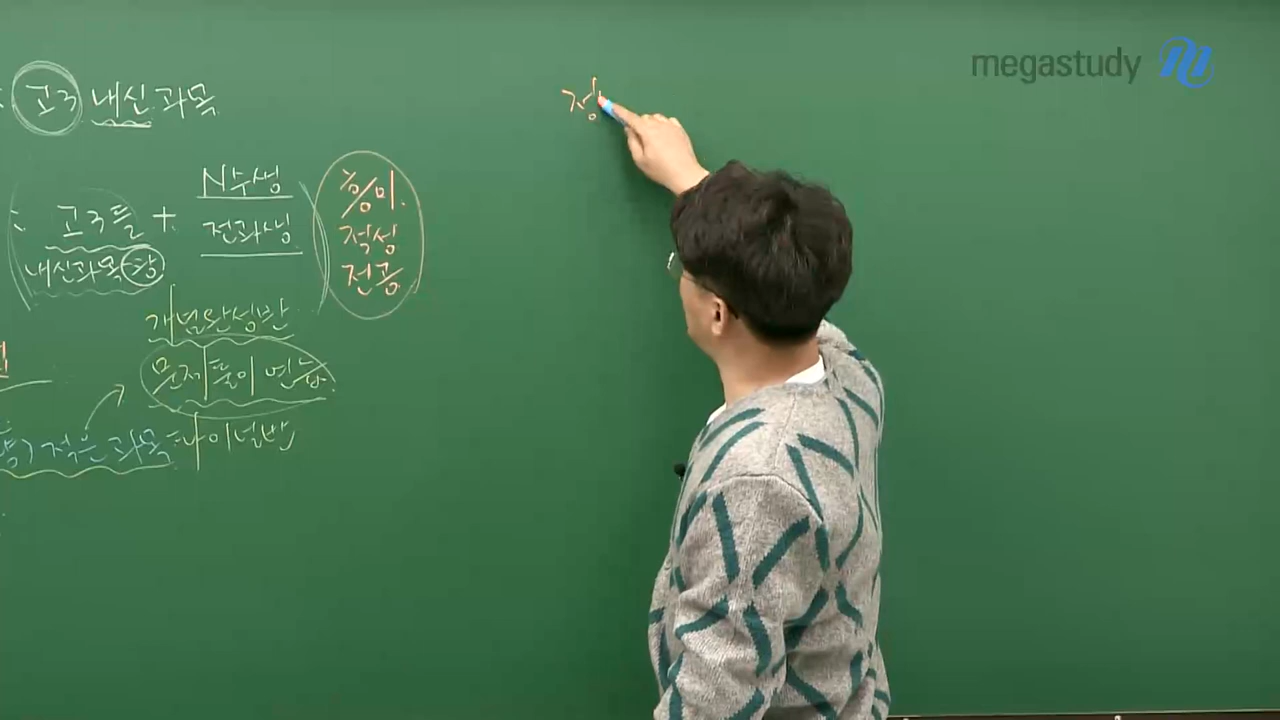 megastudy
: 고3 내신 과목
: 고3들 + N수생
전과생
내신과목
흥미
적성
전공
개념완성반
문제풀이 연습
적은 과목
파이널반
정